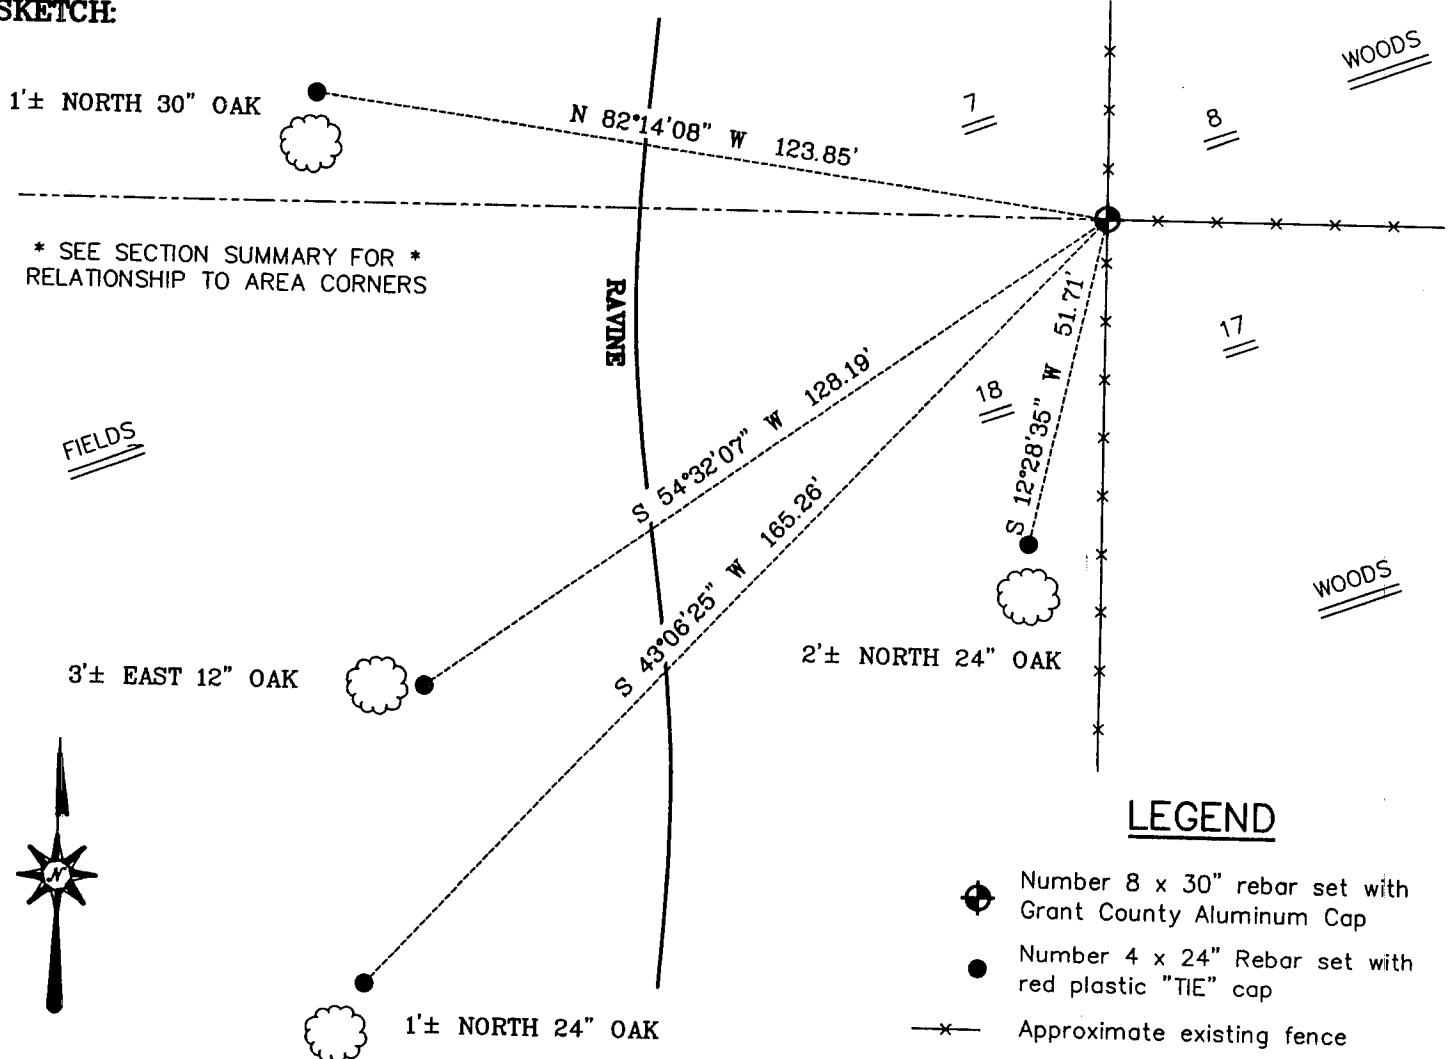 SKETCH:
WOODS
1'± NORTH 30" OAK
N 82°14'08" W 123.85'
7
8
* SEE SECTION SUMMARY FOR *
RELATIONSHIP TO AREA CORNERS
RAVINE
S 54°32'07" W 128.19'
S 43°06'25" W 165.26'
S 12°28'35" W 51.71'
17
18
FIELDS
WOODS
2'± NORTH 24" OAK
3'± EAST 12" OAK
N
1'± NORTH 24" OAK
LEGEND
Number 8 x 30" rebar set with
Grant County Aluminum Cap
Number 4 x 24" Rebar set with
red plastic "TIE" cap
Approximate existing fence